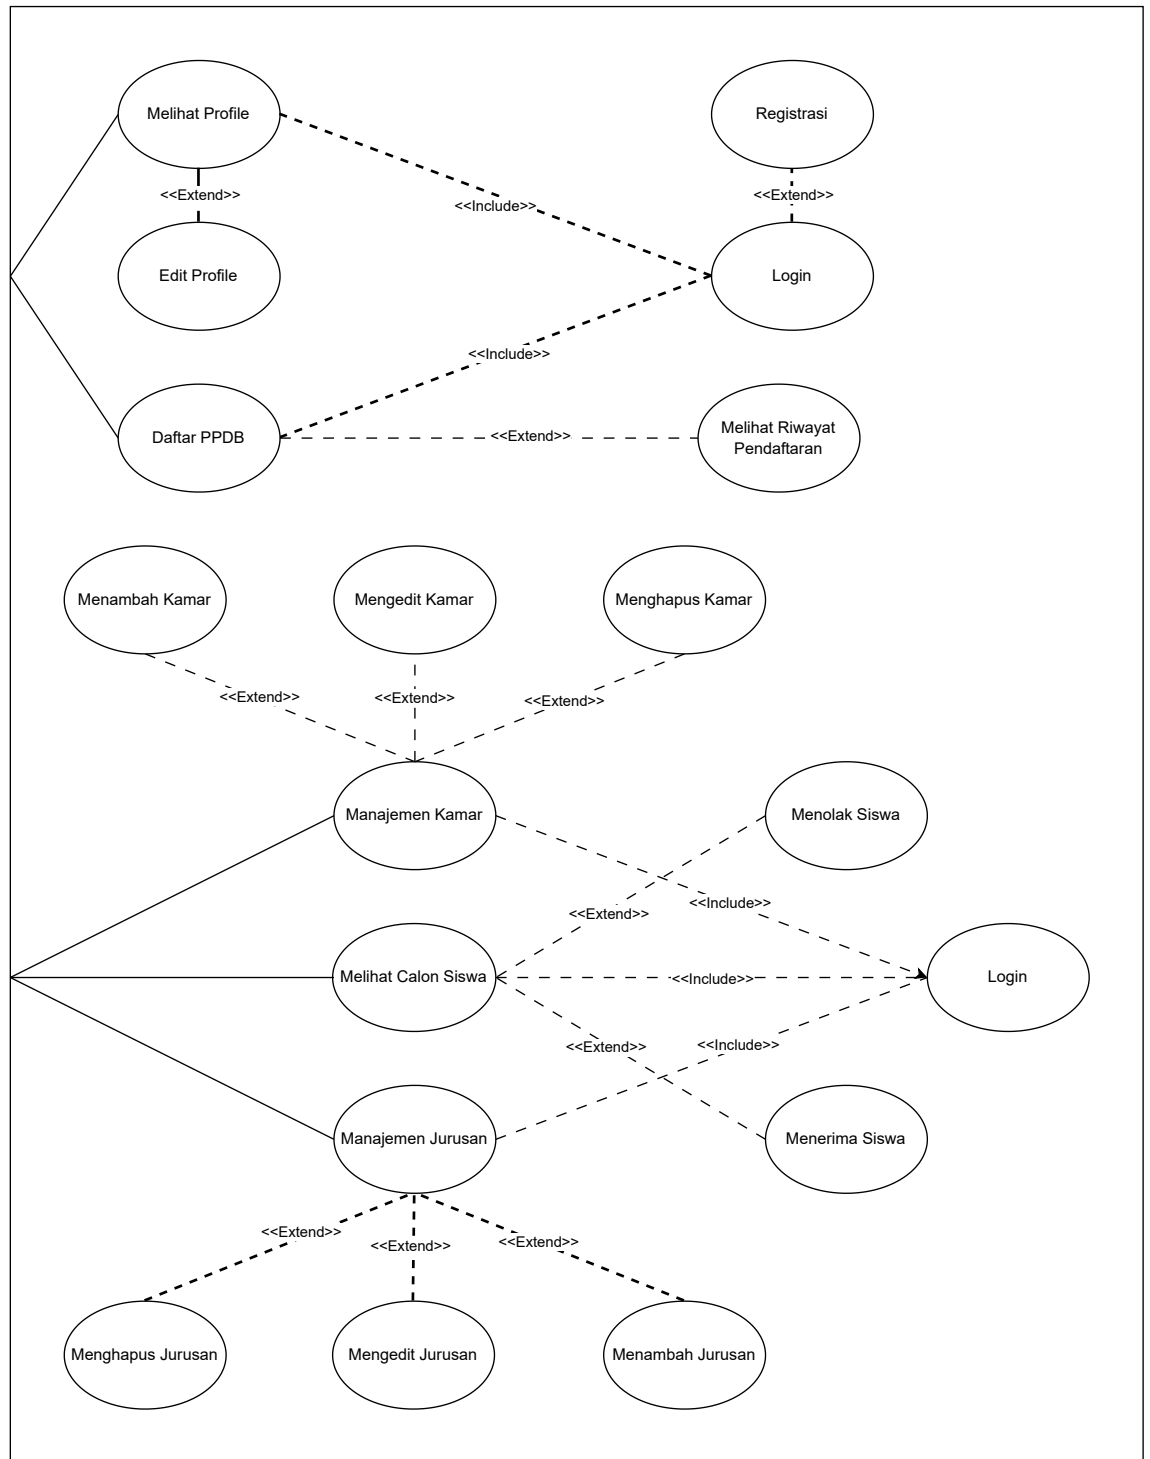 Melihat Profile
Registrasi
<<Extend>>
<<Extend>>
<<Include>>
Edit Profile
Login
<<Include>>
Daftar PPDB
<<Extend>>
Melihat Riwayat
Pendaftaran
Menambah Kamar
Mengedit Kamar
Menghapus Kamar
<<Extend>>
<<Extend>>
<<Extend>>
Manajemen Kamar
Menolak Siswa
<<Include>>
<<Extend>>
Melihat Calon Siswa
<<Include>>
Login
<<Extend>>
<<Include>>
Manajemen Jurusan
Menerima Siswa
<<Extend>>
<<Extend>>
<<Extend>>
Menghapus Jurusan
Mengedit Jurusan
Menambah Jurusan